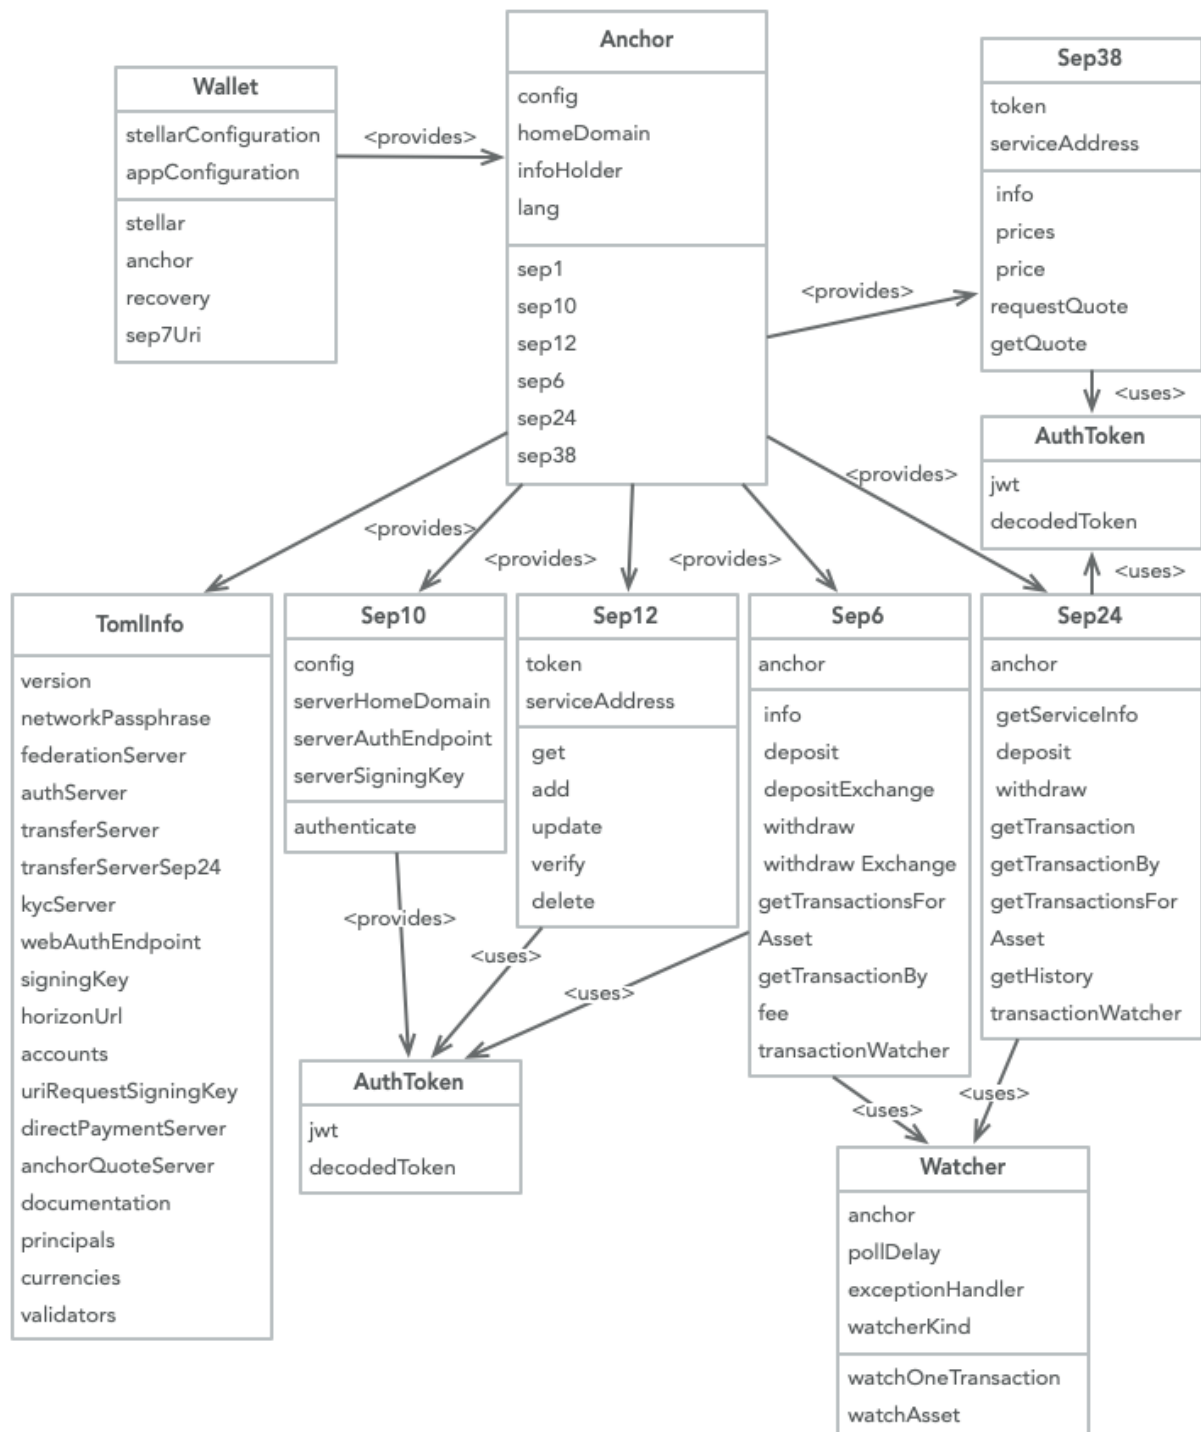 Anchor
config
homeDomain
infoHolder
lang
sep1
sep10
sep12
sep6
sep24
sep38
Wallet
stellarConfiguration
appConfiguration
stellar
anchor
recovery
sep7Uri
<provides>
Sep38
token
serviceAddress
info
prices
price
requestQuote
getQuote
<provides>
<uses>
AuthToken
jwt
decodedToken
<uses>
<provides>
<provides>
<provides>
<provides>
TomlInfo
version
networkPassphrase
federationServer
authServer
transferServer
transferServerSep24
kycServer
webAuthEndpoint
signingKey
horizonUrl
accounts
uriRequestSigningKey
directPaymentServer
anchorQuoteServer
documentation
principals
currencies
validators
Sep10
config
serverHomeDomain
serverAuthEndpoint
serverSigningKey
authenticate
<provides>
Sep12
token
serviceAddress
get
add
update
verify
delete
<uses>
Sep6
anchor
info
deposit
depositExchange
withdraw
withdraw Exchange
getTransactionsFor
Asset
getTransactionBy
fee
transactionWatcher
<uses>
Sep24
anchor
getServiceInfo
deposit
withdraw
getTransaction
getTransactionBy
getTransactionsFor
Asset
getHistory
transactionWatcher
<uses>
<uses>
AuthToken
jwt
decodedToken
Watcher
anchor
pollDelay
exceptionHandler
watcherKind
watchOneTransaction
watchAsset